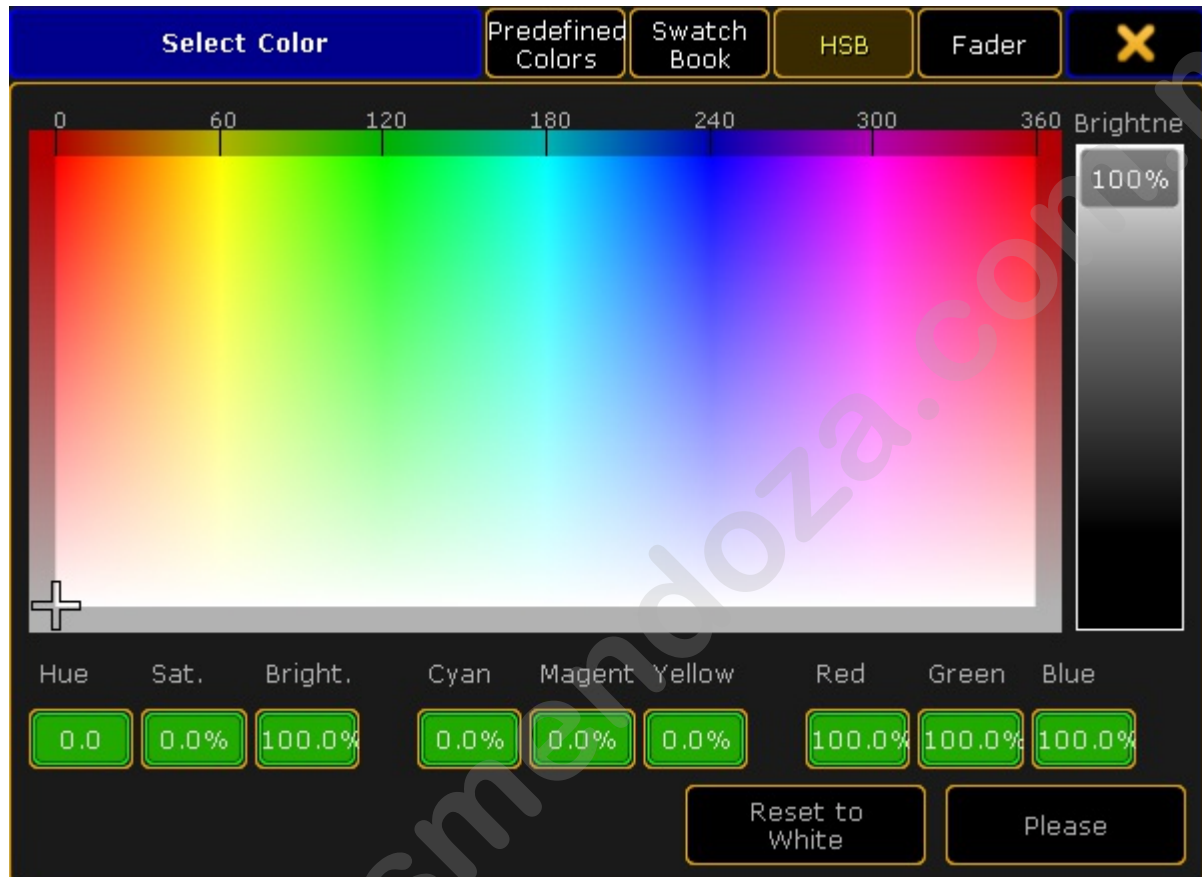 Select Color
Predefined
Colors
Swatch
Book
HSB
Fader
0 60 120 180 240 300 360 Brightne
100%
Hue Sat. Bright. Cyan Magent Yellow Red Green Blue
0.0 0.0% 100.0% 0.0% 0.0% 0.0% 100.0% 100.0% 100.0%
Reset to
White
Please
smendoza.com.